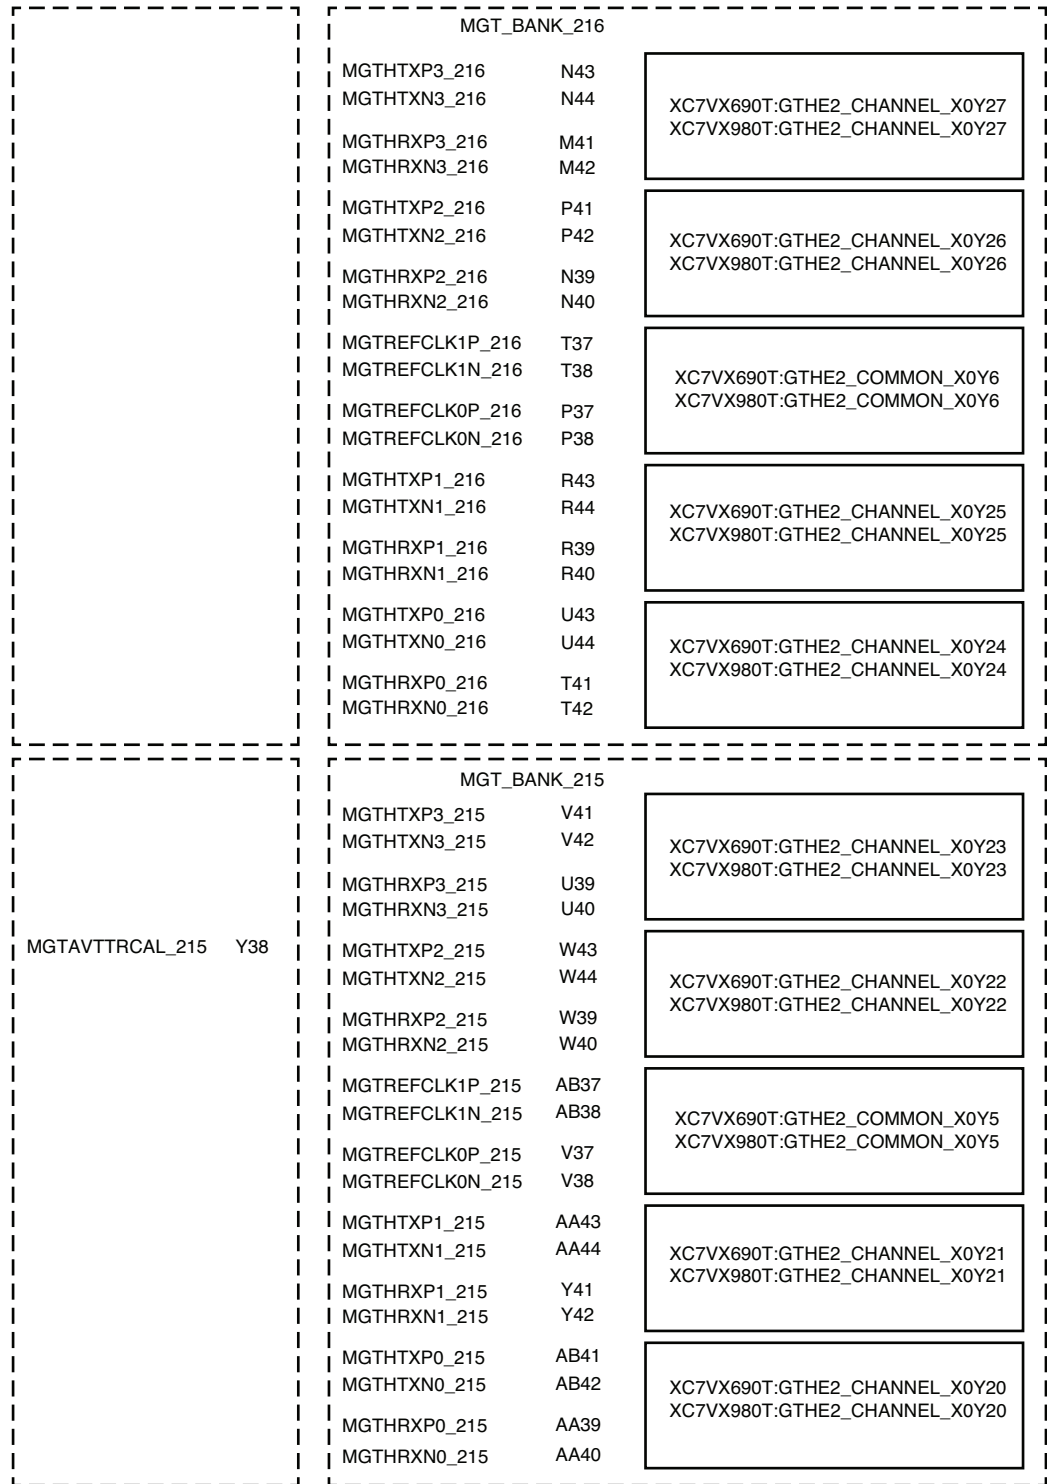 MGT_BANK_216
MGTHTXP3_216 N43
MGTHTXN3_216 N44
MGTHRXP3_216 M41
MGTHRXN3_216 M42
XC7VX690T:GTHE2_CHANNEL_X0Y27
XC7VX980T:GTHE2_CHANNEL_X0Y27
MGTHTXP2_216 P41
MGTHTXN2_216 P42
MGTHRXP2_216 N39
MGTHRXN2_216 N40
XC7VX690T:GTHE2_CHANNEL_X0Y26
XC7VX980T:GTHE2_CHANNEL_X0Y26
MGTREFCLK1P_216 T37
MGTREFCLK1N_216 T38
MGTREFCLK0P_216 P37
MGTREFCLK0N_216 P38
XC7VX690T:GTHE2_COMMON_X0Y6
XC7VX980T:GTHE2_COMMON_X0Y6
MGTHTXP1_216 R43
MGTHTXN1_216 R44
MGTHRXP1_216 R39
MGTHRXN1_216 R40
XC7VX690T:GTHE2_CHANNEL_X0Y25
XC7VX980T:GTHE2_CHANNEL_X0Y25
MGTHTXP0_216 U43
MGTHTXN0_216 U44
MGTHRXP0_216 T41
MGTHRXN0_216 T42
XC7VX690T:GTHE2_CHANNEL_X0Y24
XC7VX980T:GTHE2_CHANNEL_X0Y24
MGTAVTTRCAL_215 Y38
MGT_BANK_215
MGTHTXP3_215 V41
MGTHTXN3_215 V42
MGTHRXP3_215 U39
MGTHRXN3_215 U40
XC7VX690T:GTHE2_CHANNEL_X0Y23
XC7VX980T:GTHE2_CHANNEL_X0Y23
MGTHTXP2_215 W43
MGTHTXN2_215 W44
MGTHRXP2_215 W39
MGTHRXN2_215 W40
XC7VX690T:GTHE2_CHANNEL_X0Y22
XC7VX980T:GTHE2_CHANNEL_X0Y22
MGTREFCLK1P_215 AB37
MGTREFCLK1N_215 AB38
MGTREFCLK0P_215 V37
MGTREFCLK0N_215 V38
XC7VX690T:GTHE2_COMMON_X0Y5
XC7VX980T:GTHE2_COMMON_X0Y5
MGTHTXP1_215 AA43
MGTHTXN1_215 AA44
MGTHRXP1_215 Y41
MGTHRXN1_215 Y42
XC7VX690T:GTHE2_CHANNEL_X0Y21
XC7VX980T:GTHE2_CHANNEL_X0Y21
MGTHTXP0_215 AB41
MGTHTXN0_215 AB42
MGTHRXP0_215 AA39
MGTHRXN0_215 AA40
XC7VX690T:GTHE2_CHANNEL_X0Y20
XC7VX980T:GTHE2_CHANNEL_X0Y20